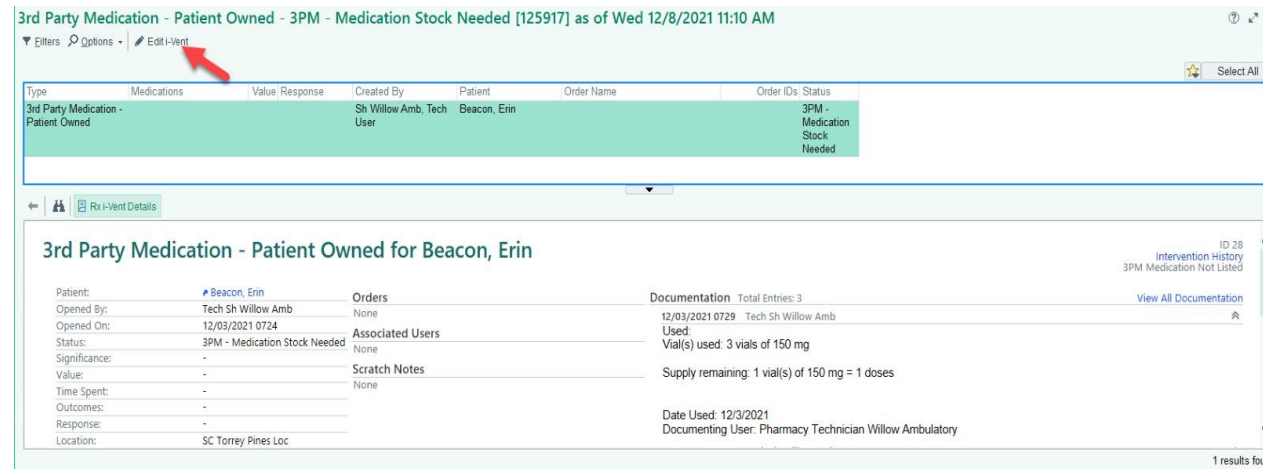 3rd Party Medication - Patient Owned - 3PM - Medication Stock Needed [125917] as of Wed 12/8/2021 11:10 AM
Filters Options Edit i-Vent
Select All
Type Medications Value Response Created By Patient Order Name Order IDs Status
3rd Party Medication - Sh Willow Amb, Tech Beacon, Erin 3PM -
Patient Owned User Medication
Stock
Needed
Rx i-Vent Details
3rd Party Medication - Patient Owned for Beacon, Erin
ID 28
Intervention History
3PM Medication Not Listed
Patient: Beacon, Erin
Opened By: Tech Sh Willow Amb
Opened On: 12/03/2021 0724
Status: 3PM - Medication Stock Needed
Significance: -
Value: -
Time Spent: -
Outcomes: -
Response: -
Location: SC Torrey Pines Loc
Orders
None
Associated Users
None
Scratch Notes
None
Documentation Total Entries: 3
View All Documentation
12/03/2021 0729 Tech Sh Willow Amb
Used:
Vial(s) used: 3 vials of 150 mg
Supply remaining: 1 vial(s) of 150 mg = 1 doses
Date Used: 12/3/2021
Documenting User: Pharmacy Technician Willow Ambulatory
1 results fou